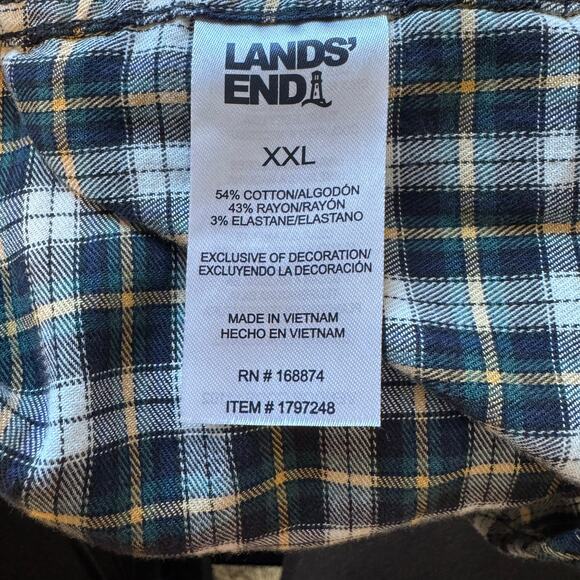 LANDS'
END
XXL
54% COTTON/ALGODÓN
43% RAYON/RAYÓN
3% ELASTANE/ELASTANO
EXCLUSIVE OF DECORATION/
EXCLUYENDO LA DECORACIÓN
MADE IN VIETNAM
HECHO EN VIETNAM
RN # 168874
ITEM # 1797248